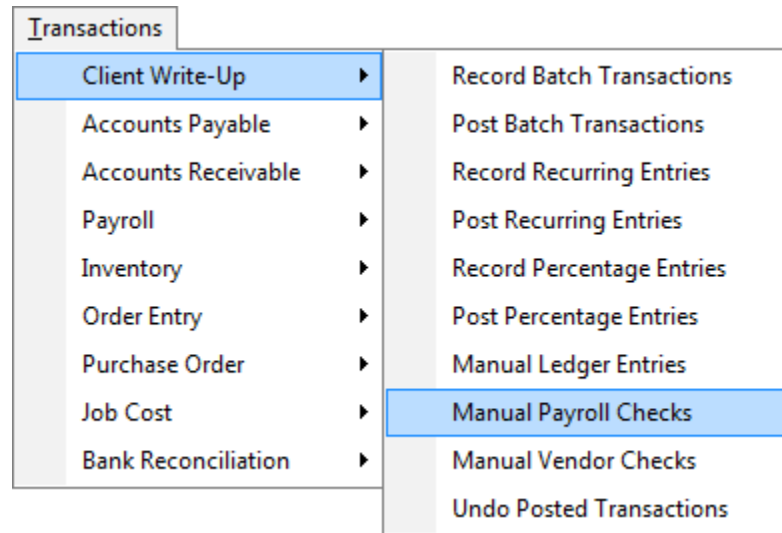 Transactions
Client Write-Up
Accounts Payable
Accounts Receivable
Payroll
Inventory
Order Entry
Purchase Order
Job Cost
Bank Reconciliation
Record Batch Transactions
Post Batch Transactions
Record Recurring Entries
Post Recurring Entries
Record Percentage Entries
Post Percentage Entries
Manual Ledger Entries
Manual Payroll Checks
Manual Vendor Checks
Undo Posted Transactions